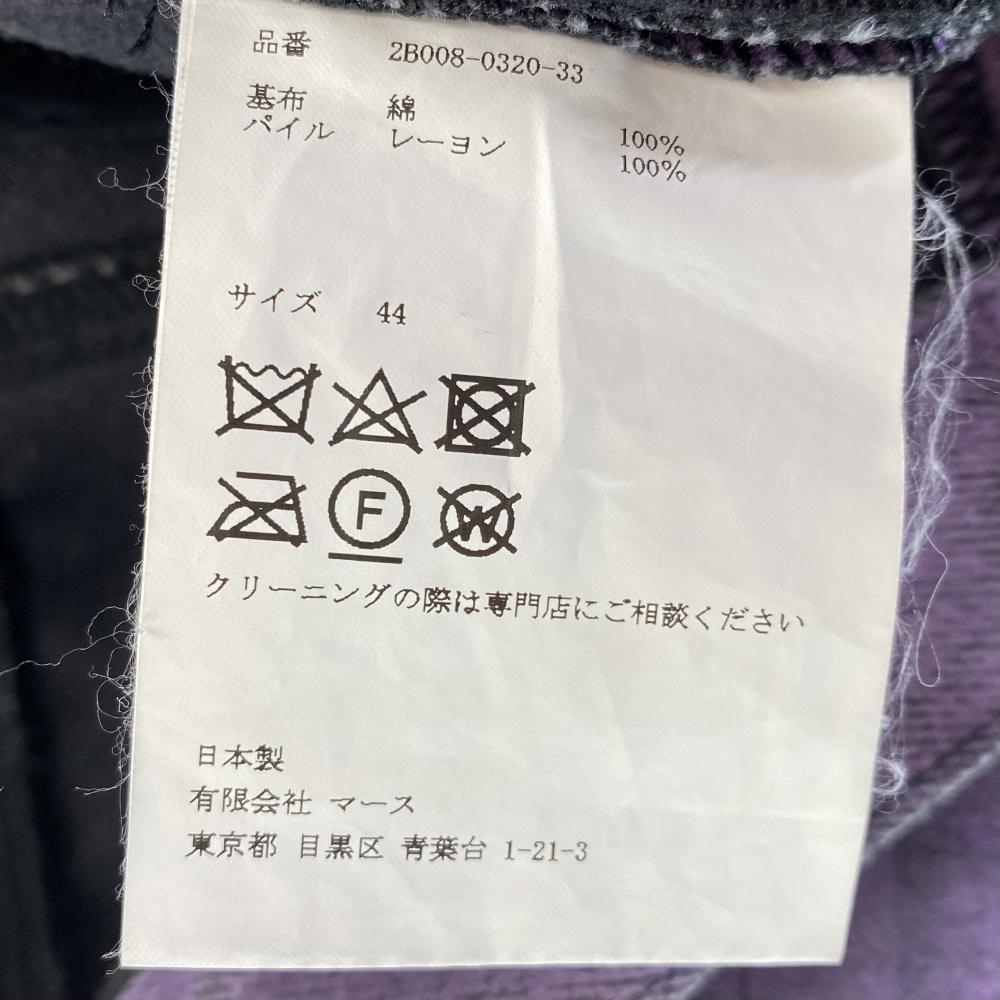 品番 2B008-0320-33
基布 綿 100%
パイル レーヨン 100%
サイズ 44
F
W
クリーニングの際は専門店にご相談ください
日本製
有限会社 マース
東京都 目黒区 青葉台 1-21-3